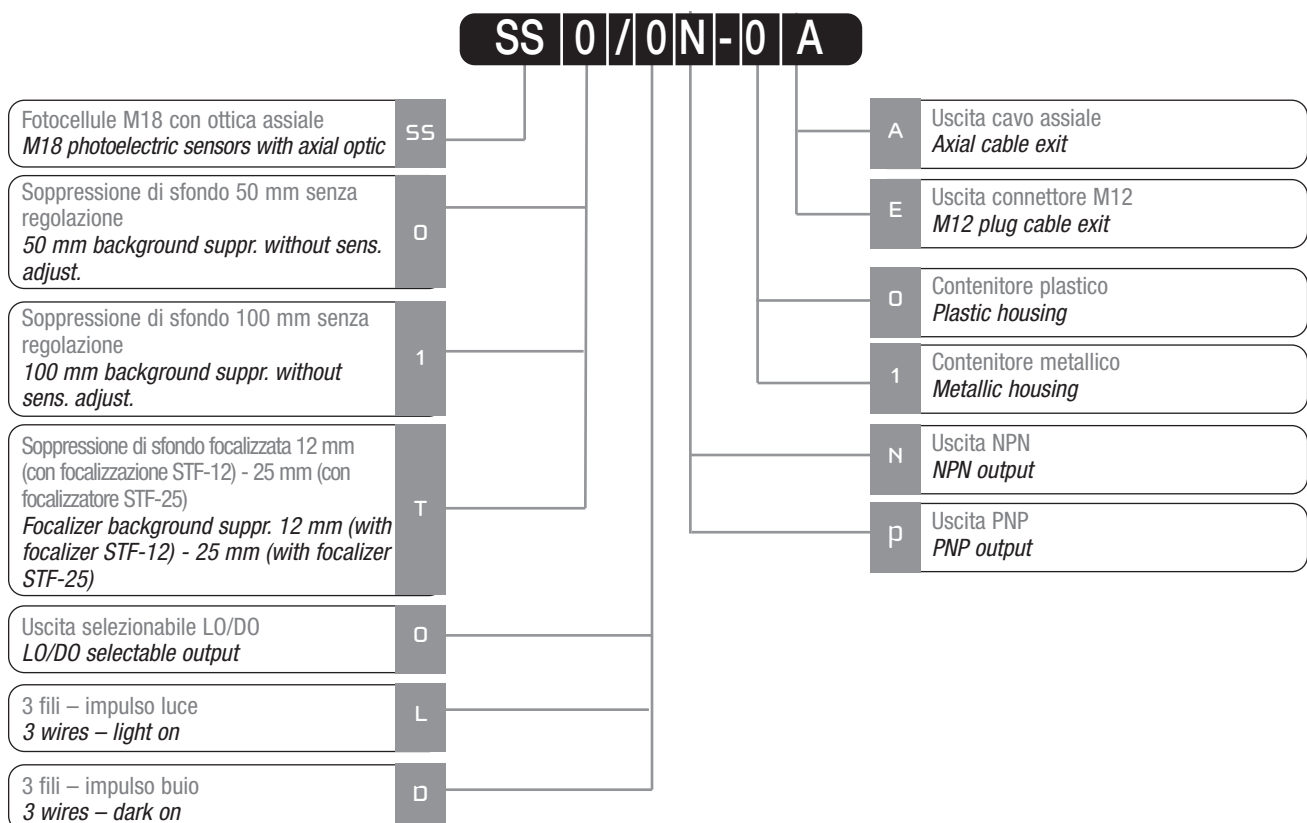 SS 0 / 0 N - 0 A
Fotocellule M18 con ottica assiale
M18 photoelectric sensors with axial optic
SS
Soppressione di sfondo 50 mm senza
regolazione
50 mm background suppr. without sens.
adjust.
0
Soppressione di sfondo 100 mm senza
regolazione
100 mm background suppr. without
sens. adjust.
1
Soppressione di sfondo focalizzata 12 mm
(con focalizzazione STF-12) - 25 mm (con
focalizzatore STF-25)
Focalizer background suppr. 12 mm (with
focalizer STF-12) - 25 mm (with focalizer
STF-25)
T
Uscita selezionabile LO/DO
LO/DO selectable output
0
3 fili – impulso luce
3 wires – light on
L
3 fili – impulso buio
3 wires – dark on
D
A
Uscita cavo assiale
Axial cable exit
E
Uscita connettore M12
M12 plug cable exit
0
Contenitore plastico
Plastic housing
1
Contenitore metallico
Metallic housing
N
Uscita NPN
NPN output
P
Uscita PNP
PNP output